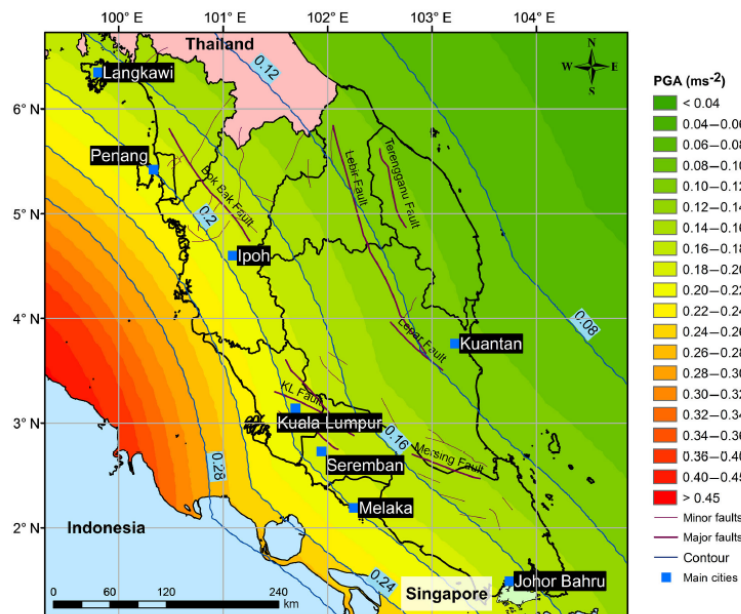 100°E 101°E 102°E 103°E 104°E
Thailand
Langkawi
0.12
N
W E
S
6°N
Penang
Bok Bak Fault
Lebir Fault
Terengganu Fault
5°N
0.2
Ipoh
4°N
0.08
Lepar Fault
Kuantan
KL Fault
3°N
Kuala Lumpur
0.16
Mersing Fault
0.28
Seremban
Melaka
2°N
Indonesia
0.24
Singapore
Johor Bahru
0 30 60 120 180 240
km
PGA (ms-2)
< 0.04
0.04—0.06
0.06—0.08
0.08—0.10
0.10—0.12
0.12—0.14
0.14—0.16
0.16—0.18
0.18—0.20
0.20—0.22
0.22—0.24
0.24—0.26
0.26—0.28
0.28—0.30
0.30—0.32
0.32—0.34
0.34—0.36
0.36—0.40
0.40—0.45
> 0.45
Minor faults
Major faults
Contour
Main cities